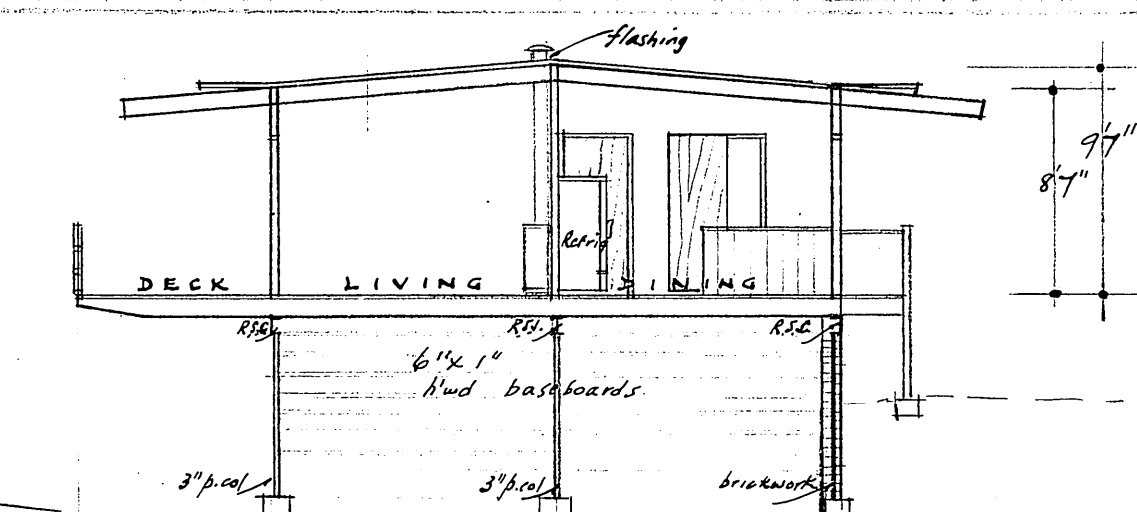 flashing
9'7"
8'7"
Refrig
DECK LIVING DINING
R.S.C. R.S.J. R.S.C.
6"x 1"
h'wd baseboards
3"p.col 3"p.col brickwork